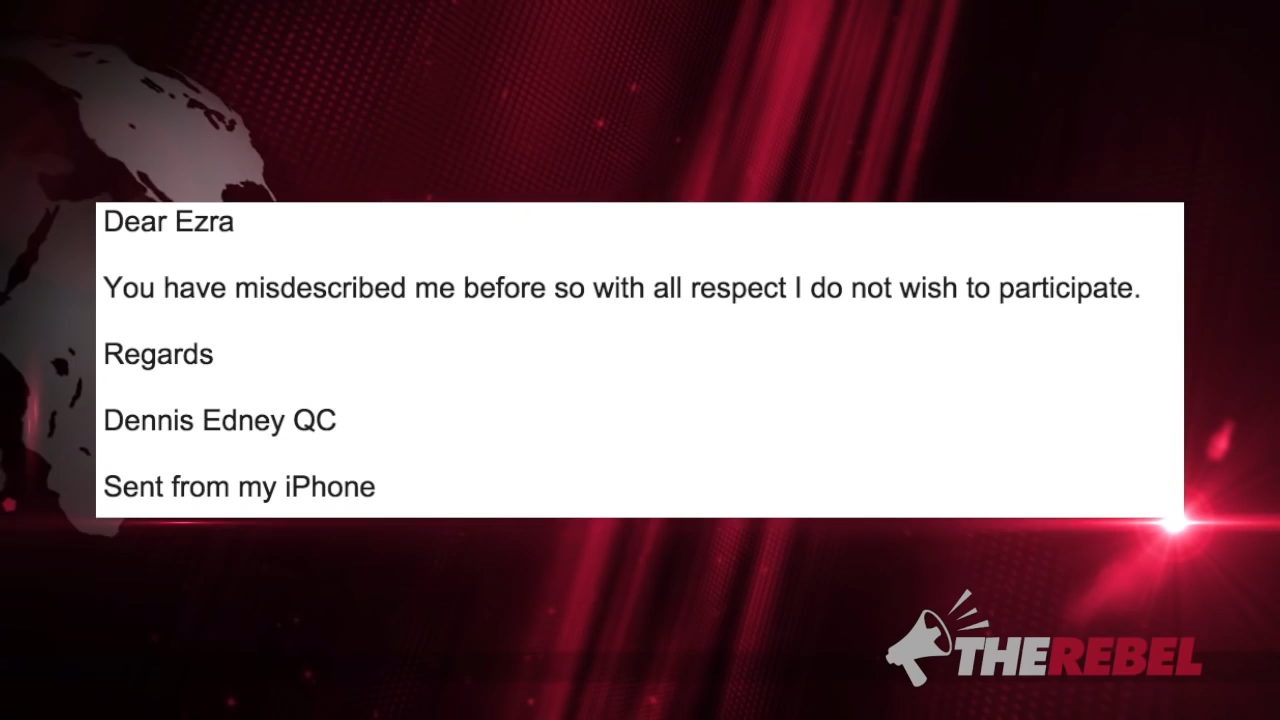 Dear Ezra
You have misdescribed me before so with all respect I do not wish to participate.
Regards
Dennis Edney QC
Sent from my iPhone
THEREBEL